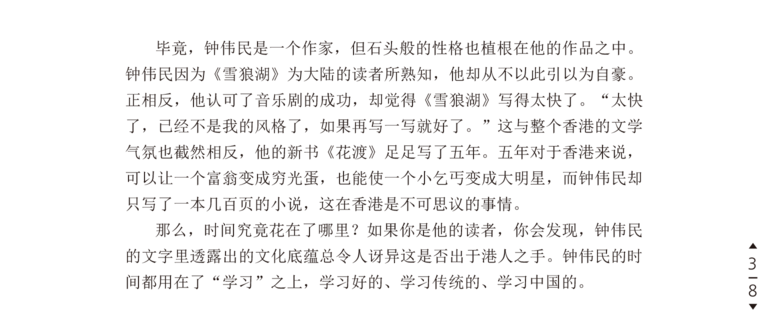 毕竟，钟伟民是一个作家，但石头般的性格也植根在他的作品之中。
钟伟民因为《雪狼湖》为大陆的读者所熟知，他却从不以此引以为自豪。
正相反，他认可了音乐剧的成功，却觉得《雪狼湖》写得太快了。“太快
了，已经不是我的风格了，如果再写一写就好了。”这与整个香港的文学
气氛也截然相反，他的新书《花渡》足足写了五年。五年对于香港来说，
可以让一个富翁变成穷光蛋，也能使一个小乞丐变成大明星，而钟伟民却
只写了一本几百页的小说，这在香港是不可思议的事情。
那么，时间究竟花在了哪里？如果你是他的读者，你会发现，钟伟民
的文字里透露出的文化底蕴总令人讶异这是否出于港人之手。钟伟民的时
间都用在了“学习”之上，学习好的、学习传统的、学习中国的。
3
8